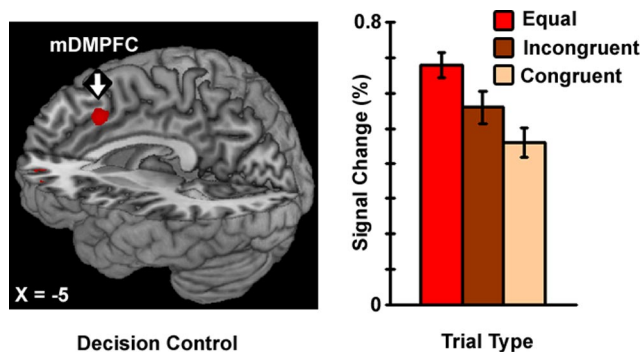 mDMPFC
X = -5
Decision Control
0.8
Signal Change (%)
0
Equal
Incongruent
Congruent
Trial Type